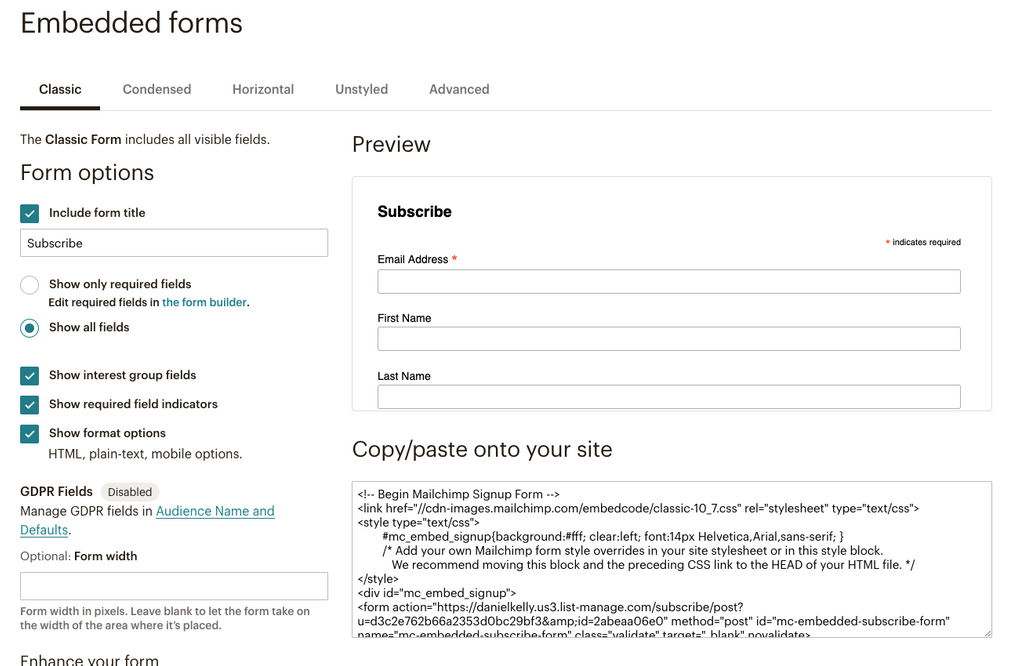 Embedded forms
Classic
Condensed
Horizontal
Unstyled
Advanced
The Classic Form includes all visible fields.
Form options
Include form title
Subscribe
Show only required fields
Edit required fields in the form builder.
Show all fields
Show interest group fields
Show required field indicators
Show format options
HTML, plain-text, mobile options.
GDPR Fields Disabled
Manage GDPR fields in Audience Name and
Defaults.
Optional: Form width
Form width in pixels. Leave blank to let the form take on
the width of the area where it's placed.
Enhance your form
Preview
Subscribe
* indicates required
Email Address *
First Name
Last Name
Copy/paste onto your site
<!-- Begin Mailchimp Signup Form -->
<link href="//cdn-images.mailchimp.com/embedcode/classic-10_7.css" rel="stylesheet" type="text/css">
<style type="text/css">
#mc_embed_signup{background:#fff; clear:left; font:14px Helvetica,Arial,sans-serif; }
/* Add your own Mailchimp form style overrides in your site stylesheet or in this style block.
We recommend moving this block and the preceding CSS link to the HEAD of your HTML file. */
</style>
<div id="mc_embed_signup">
<form action="https://danielkelly.us3.list-manage.com/subscribe/post?
u=d3c2e762b66a2353d0bc29bf3&amp;id=2abeaa06e0" method="post" id="mc-embedded-subscribe-form"
name="mc-embedded-subscribe-form" class="validate" target="_blank" novalidate>